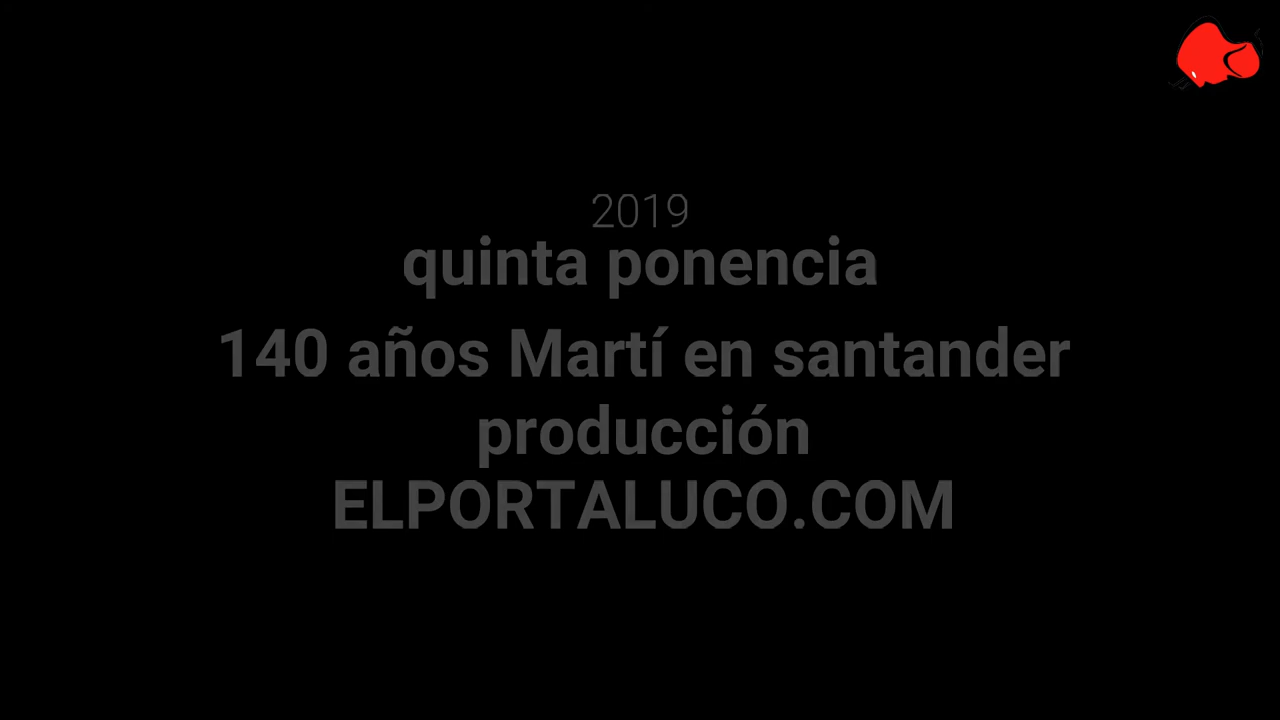 2019
quinta ponencia
140 años Martí en santander
producción
ELPORTALUCO.COM